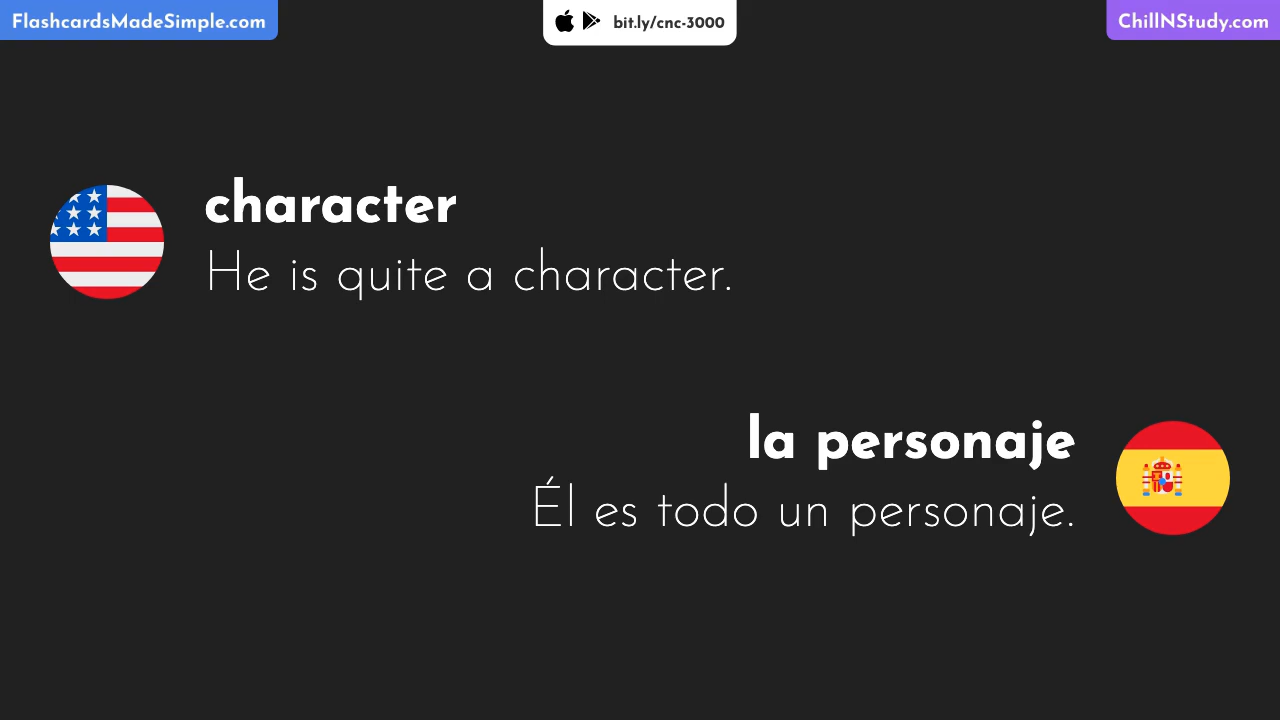 FlashcardsMadeSimple.com
bit.ly/cnc-3000
ChillNStudy.com
character
He is quite a character.
la personaje
Él es todo un personaje.